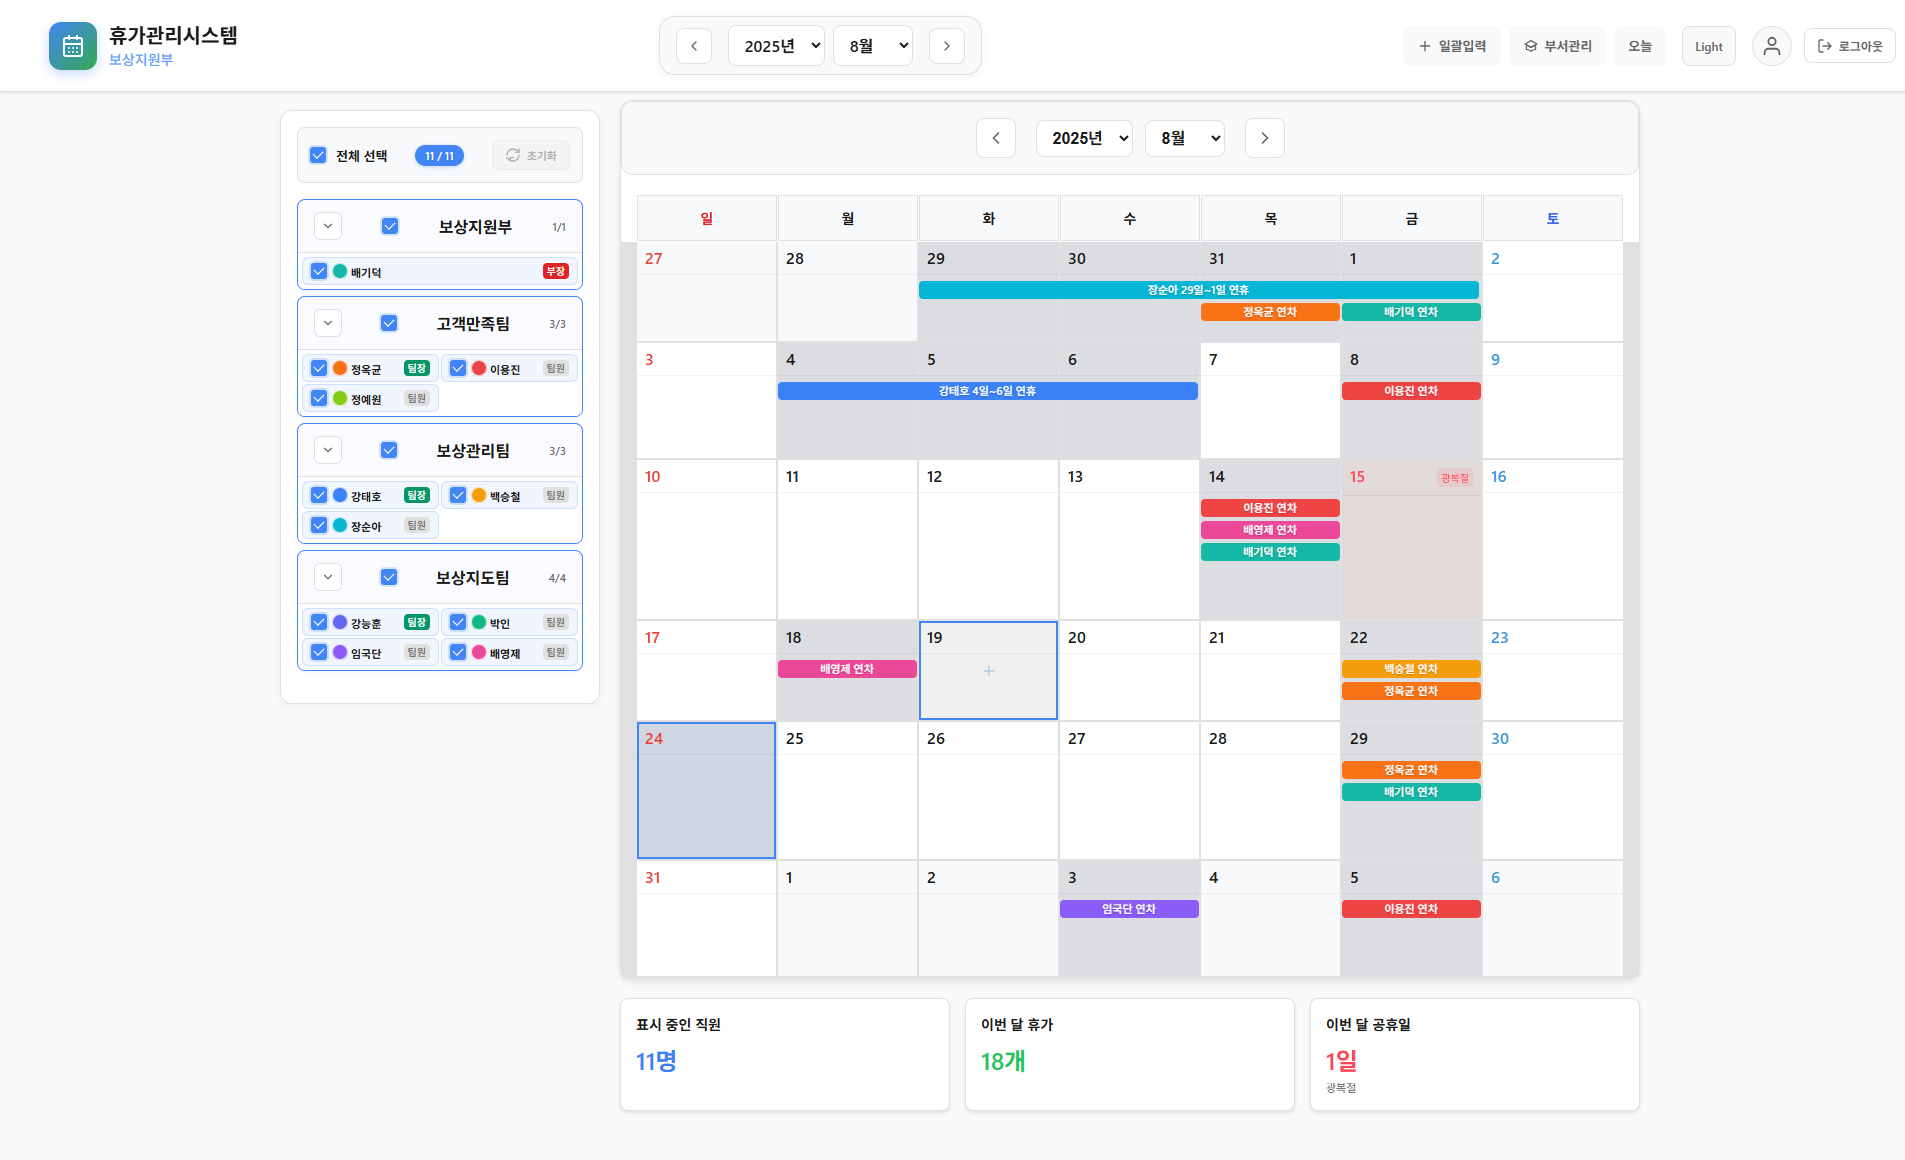 휴가관리시스템
보상지원부
2025년 8월
일괄입력 부서관리 오늘 Light 로그아웃
전체 선택 11 / 11 초기화
보상지원부 1/1
배기덕 부장
고객만족팀 3/3
정옥균 팀장 이용진 팀원
정예원 팀원
보상관리팀 3/3
강태호 팀장 백승철 팀원
장순아 팀원
보상지도팀 4/4
강능훈 팀장 박인 팀원
임국단 팀원 배영제 팀원
2025년 8월
일 월 화 수 목 금 토
27 28 29 30 31 1 2
장순아 29일~1일 연휴
정옥균 연차 배기덕 연차
3 4 5 6 7 8 9
강태호 4일~6일 연휴 이용진 연차
10 11 12 13 14 15 광복절 16
이용진 연차
배영제 연차
배기덕 연차
17 18 19 20 21 22 23
배영제 연차 + 백승철 연차
정옥균 연차
24 25 26 27 28 29 30
정옥균 연차
배기덕 연차
31 1 2 3 4 5 6
임국단 연차 이용진 연차
표시 중인 직원
11명
이번 달 휴가
18개
이번 달 공휴일
1일
광복절